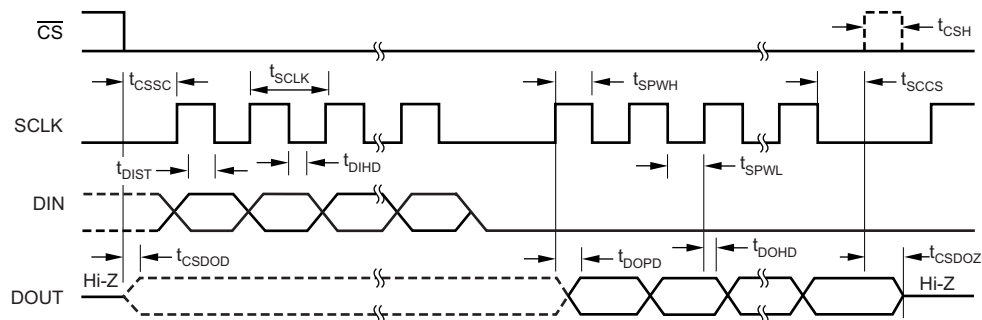 CS
tCSH
tCSSC
tSCLK
tSPWH
tSCCS
SCLK
tDIST
tDIHD
tSPWL
DIN
tCSDOD
tDOPD
tDOHD
tCSDOZ
Hi-Z
Hi-Z
DOUT